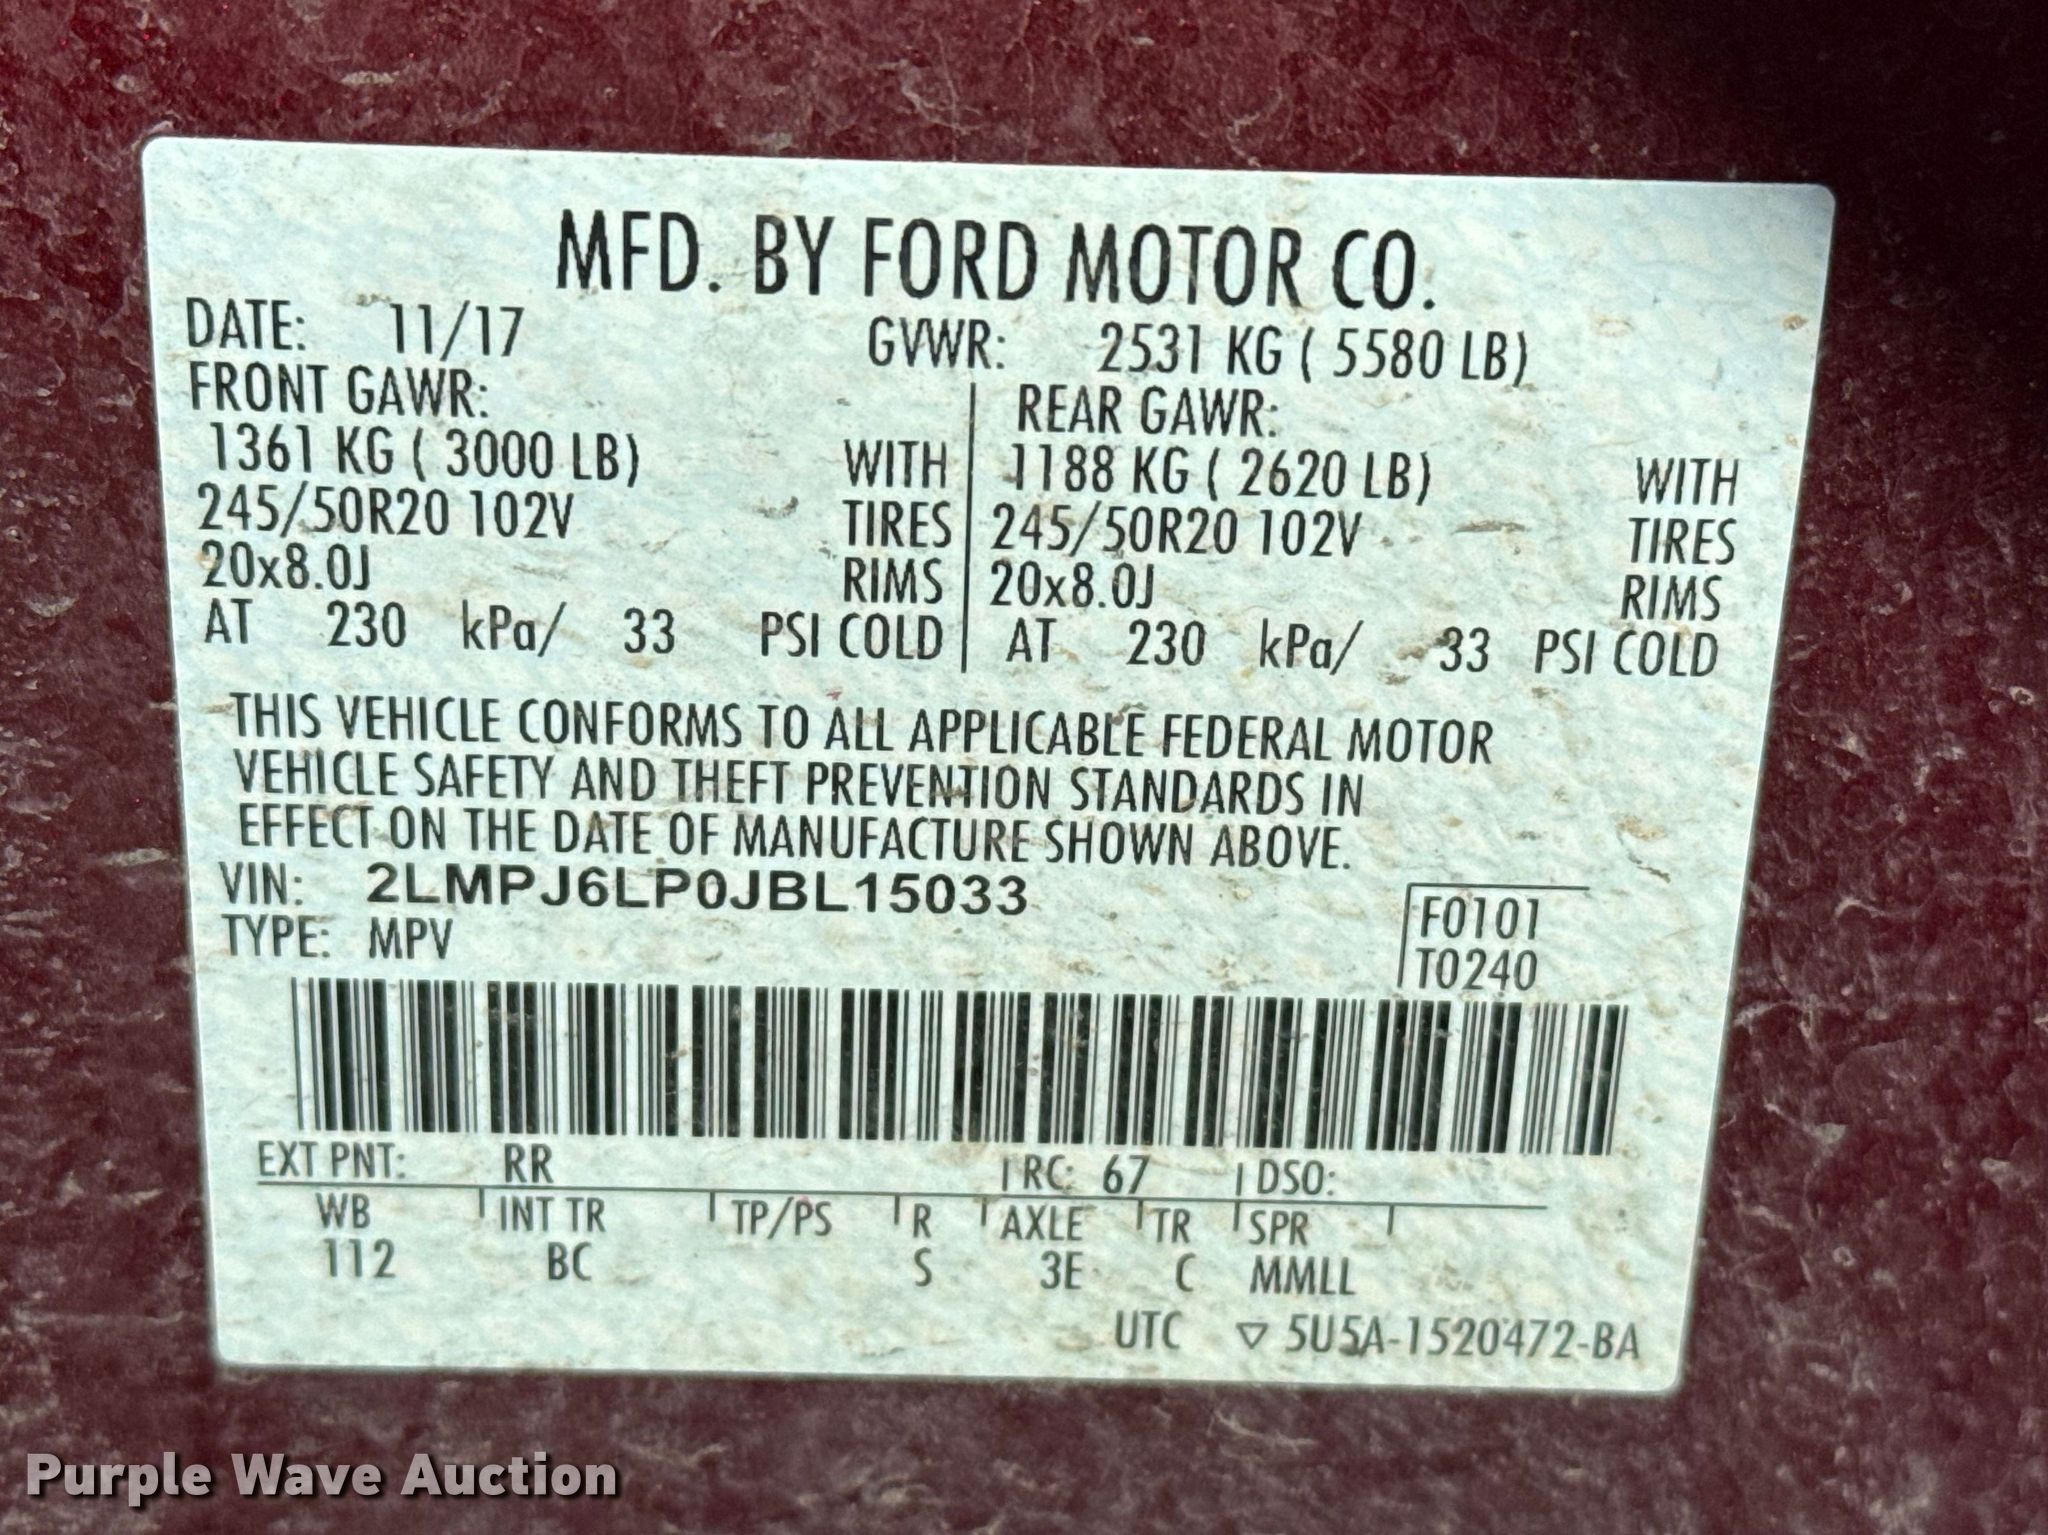 MFD. BY FORD MOTOR CO.
DATE: 11/17 GVWR: 2531 KG ( 5580 LB)
FRONT GAWR: REAR GAWR:
1361 KG ( 3000 LB) WITH 1188 KG ( 2620 LB) WITH
245/50R20 102V TIRES 245/50R20 102V TIRES
20x8.0J RIMS 20x8.0J RIMS
AT 230 kPa/ 33 PSI COLD AT 230 kPa/ 33 PSI COLD
THIS VEHICLE CONFORMS TO ALL APPLICABLE FEDERAL MOTOR
VEHICLE SAFETY AND THEFT PREVENTION STANDARDS IN
EFFECT ON THE DATE OF MANUFACTURE SHOWN ABOVE.
VIN: 2LMPJ6LP0JBL15033
TYPE: MPV
F0101
T0240
EXT PNT: RR RC: 67 DSO:
WB INT TR TP/PS R AXLE TR SPR
112 BC S 3E C MMLL
UTC ▽ 5U5A-1520472-BA
Purple Wave Auction